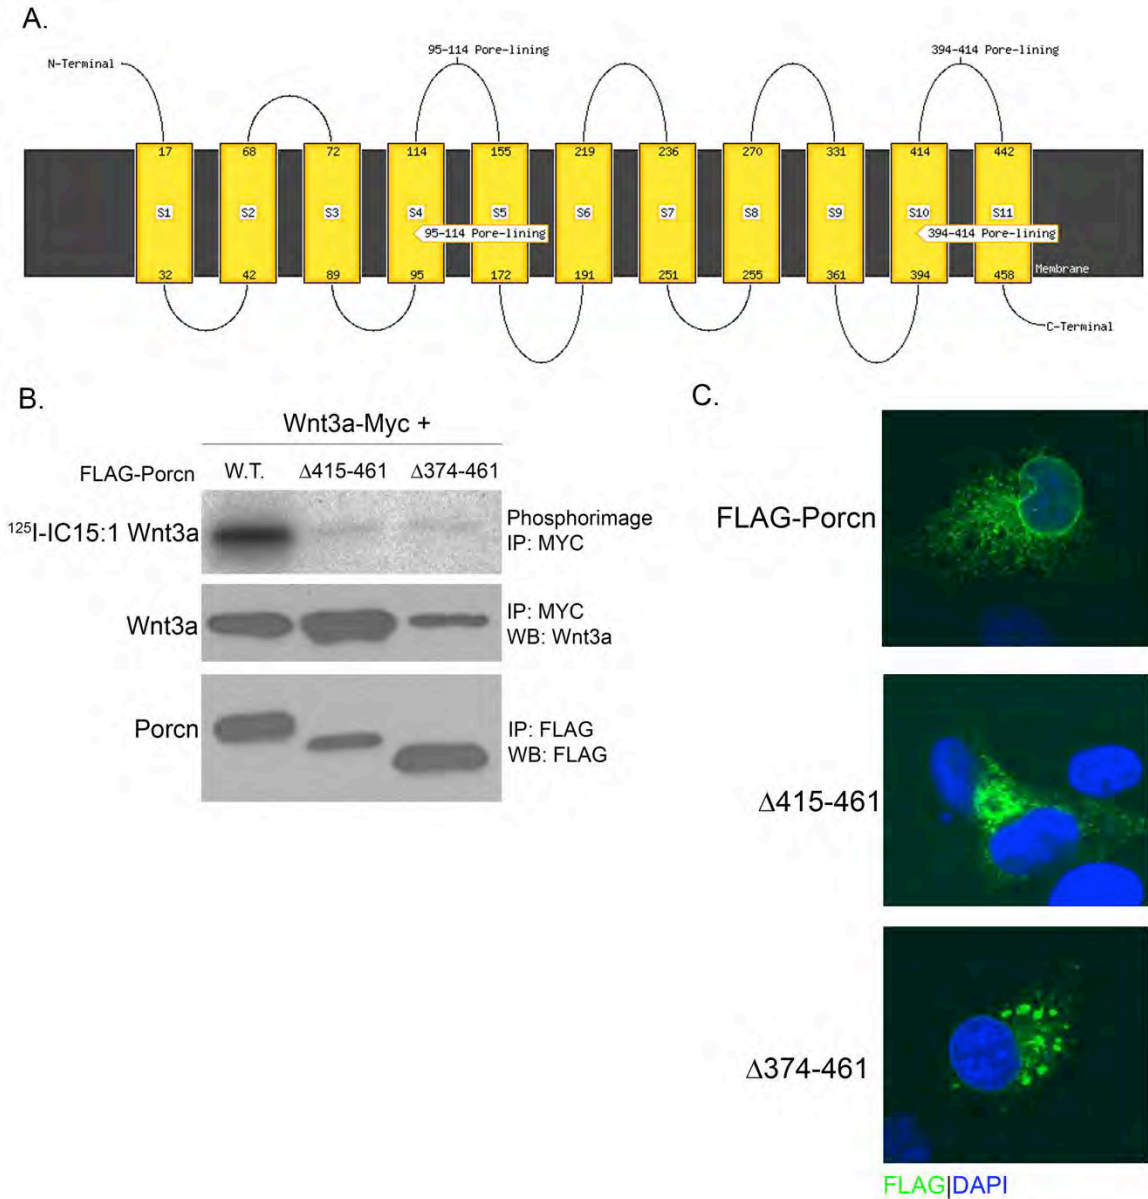 A.
95-114 Pore-lining
394-414 Pore-lining
N-Terminal
17 68 72 114 155 219 236 270 331 414 442
S1 S2 S3 S4 S5 S6 S7 S8 S9 S10 S11
95-114 Pore-lining
394-414 Pore-lining
32 42 89 95 172 191 251 255 361 394 458
Membrane
C-Terminal
B.
Wnt3a-Myc +
FLAG-Porcn W.T. Δ415-461 Δ374-461
¹²⁵I-IC15:1 Wnt3a
Phosphorimage
IP: MYC
Wnt3a
IP: MYC
WB: Wnt3a
Porcn
IP: FLAG
WB: FLAG
C.
FLAG-Porcn
Δ415-461
Δ374-461
FLAG|DAPI